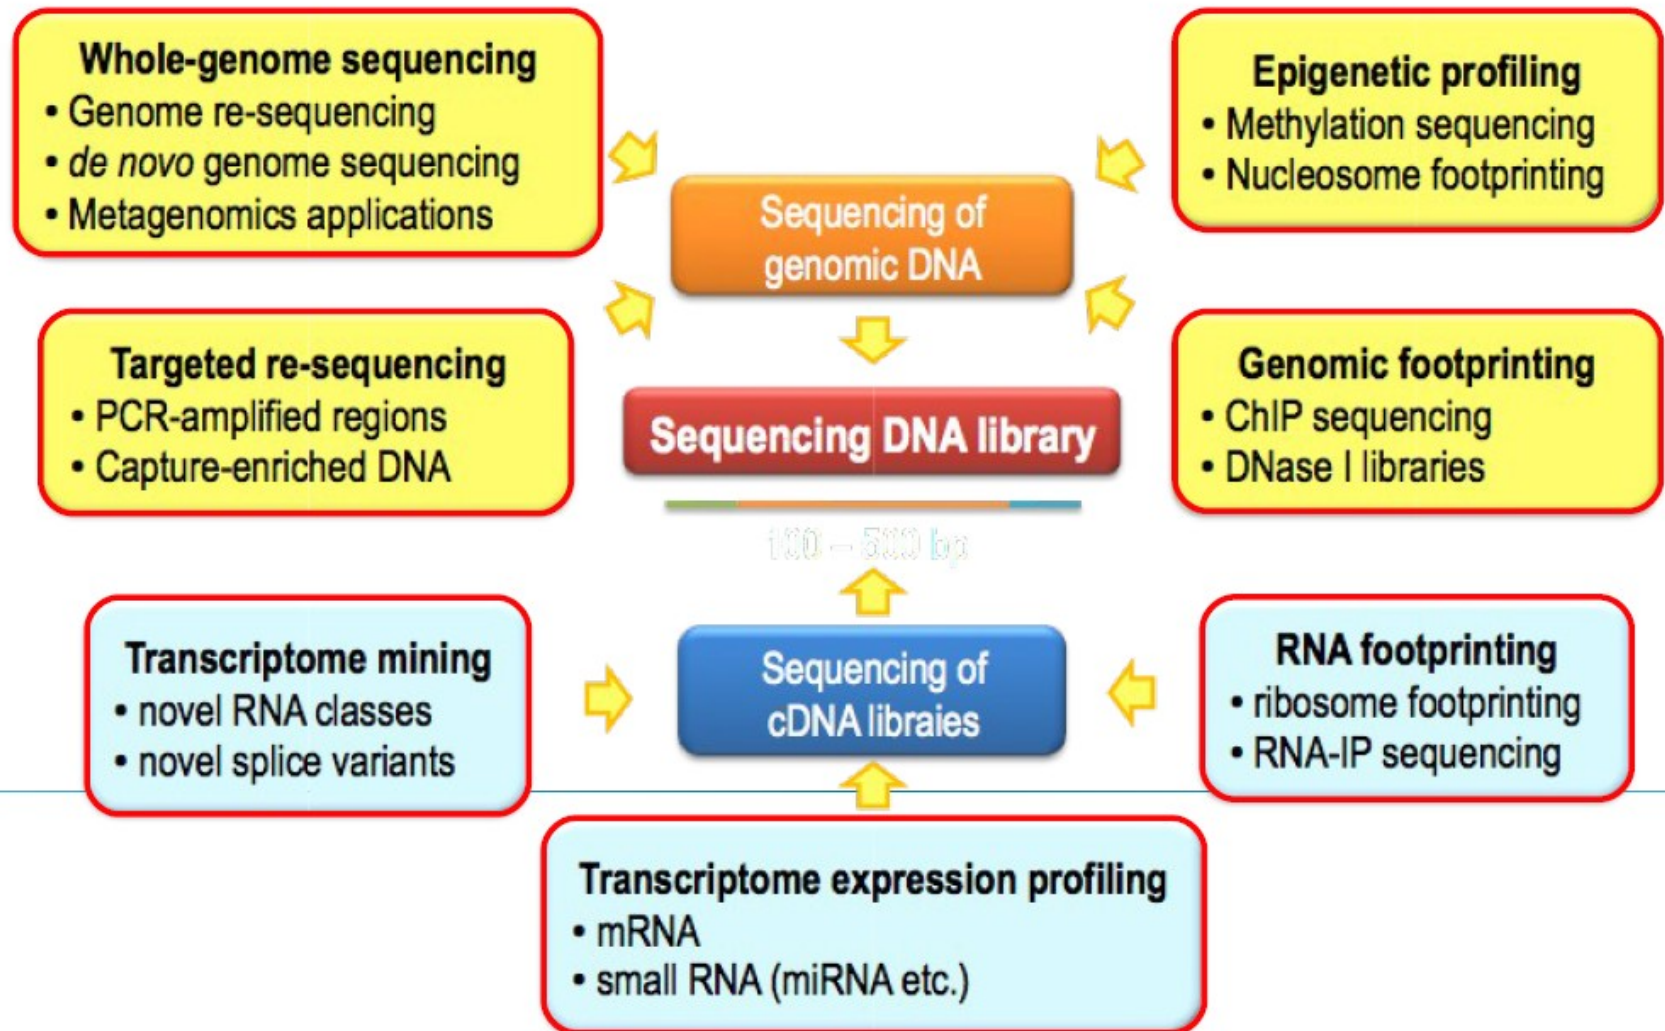 Whole-genome sequencing
• Genome re-sequencing
• de novo genome sequencing
• Metagenomics applications
Epigenetic profiling
• Methylation sequencing
• Nucleosome footprinting
Sequencing of
genomic DNA
Targeted re-sequencing
• PCR-amplified regions
• Capture-enriched DNA
Sequencing DNA library
Genomic footprinting
• ChIP sequencing
• DNase I libraries
100 – 500 bp
Transcriptome mining
• novel RNA classes
• novel splice variants
Sequencing of
cDNA libraies
RNA footprinting
• ribosome footprinting
• RNA-IP sequencing
Transcriptome expression profiling
• mRNA
• small RNA (miRNA etc.)